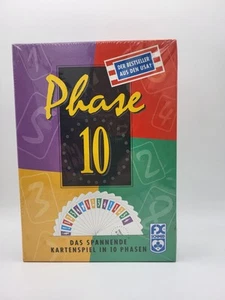 DER BESTSELLER
AUS DEN USA!
Phase
10
DAS SPANNENDE
KARTENSPIEL IN 10 PHASEN
FX